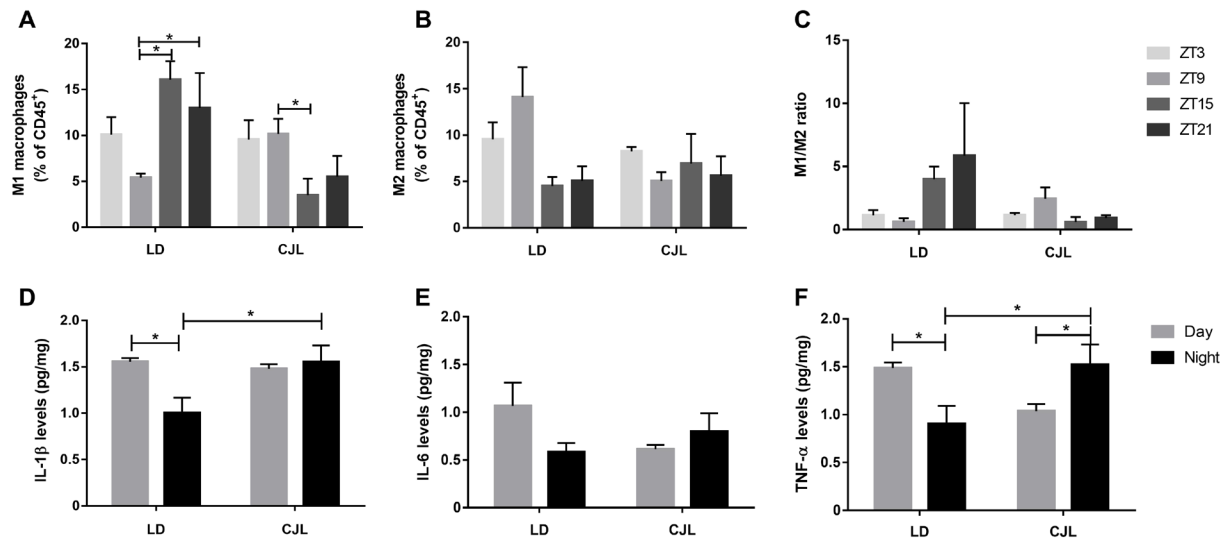 A
M1 macrophages
(% of CD45⁺)
20
15
10
5
0
*
*
*
LD
CJL
B
M2 macrophages
(% of CD45⁺)
20
15
10
5
0
LD
CJL
C
M1/M2 ratio
15
10
5
0
LD
CJL
ZT3
ZT9
ZT15
ZT21
D
IL-1β levels (pg/mg)
2.0
1.5
1.0
0.5
0
*
*
LD
CJL
E
IL-6 levels (pg/mg)
2.0
1.5
1.0
0.5
0
LD
CJL
F
TNF-α levels (pg/mg)
2.0
1.5
1.0
0.5
0
*
*
*
LD
CJL
Day
Night